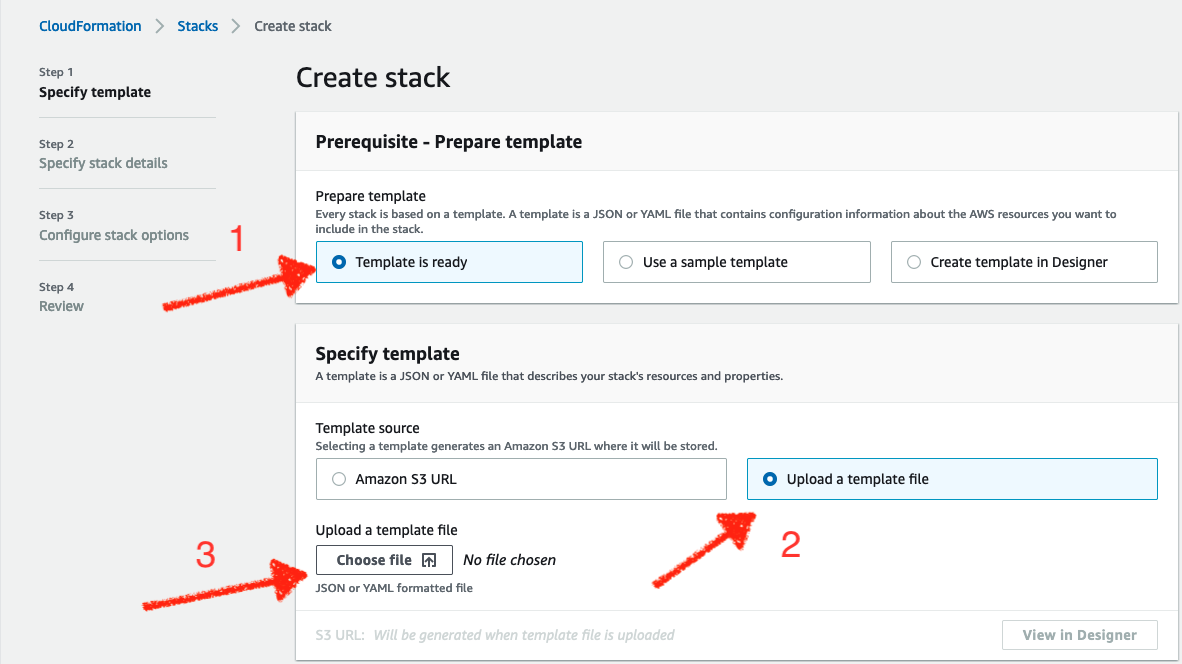 CloudFormation > Stacks > Create stack
Step 1
Specify template
Step 2
Specify stack details
Step 3
Configure stack options
Step 4
Review
Create stack
Prerequisite - Prepare template
Prepare template
Every stack is based on a template. A template is a JSON or YAML file that contains configuration information about the AWS resources you want to
include in the stack.
1
Template is ready
Use a sample template
Create template in Designer
Specify template
A template is a JSON or YAML file that describes your stack's resources and properties.
Template source
Selecting a template generates an Amazon S3 URL where it will be stored.
Amazon S3 URL
Upload a template file
2
Upload a template file
3
Choose file No file chosen
JSON or YAML formatted file
S3 URL: Will be generated when template file is uploaded
View in Designer